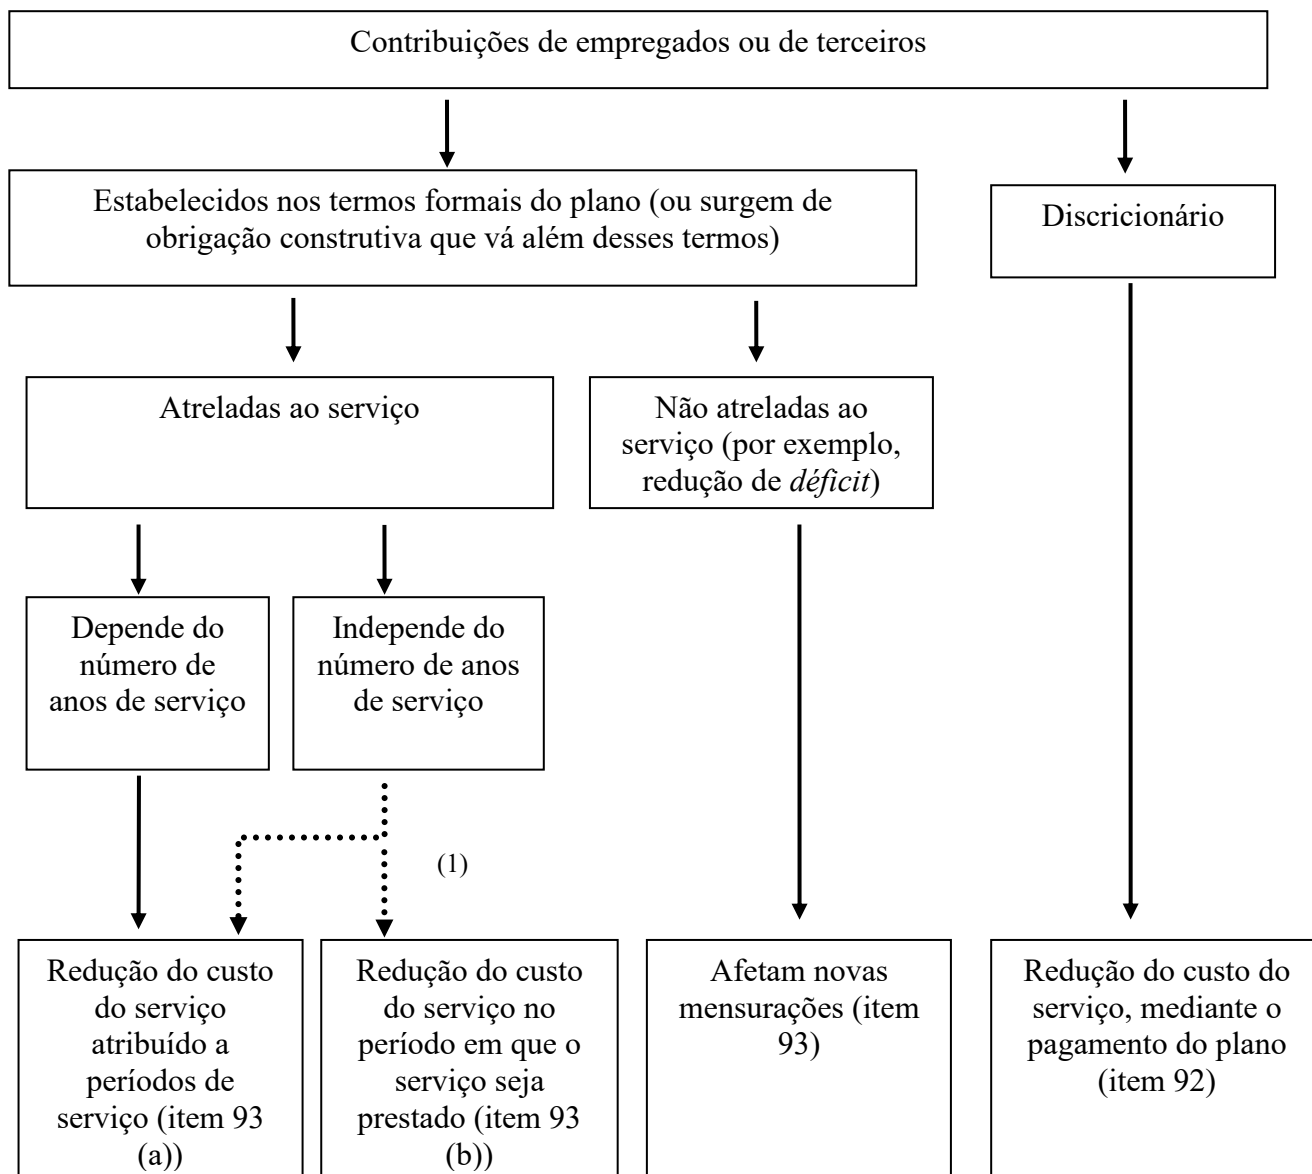 Contribuições de empregados ou de terceiros
Estabelecidos nos termos formais do plano (ou surgem de
obrigação construtiva que vá além desses termos)
Discricionário
Atreladas ao serviço
Não atreladas ao
serviço (por exemplo,
redução de déficit)
Depende do
número de
anos de serviço
Independe do
número de anos
de serviço
(1)
Redução do custo
do serviço
atribuído a
períodos de
serviço (item 93
(a))
Redução do custo
do serviço no
período em que o
serviço seja
prestado (item 93
(b))
Afetam novas
mensurações (item
93)
Redução do custo do
serviço, mediante o
pagamento do plano
(item 92)